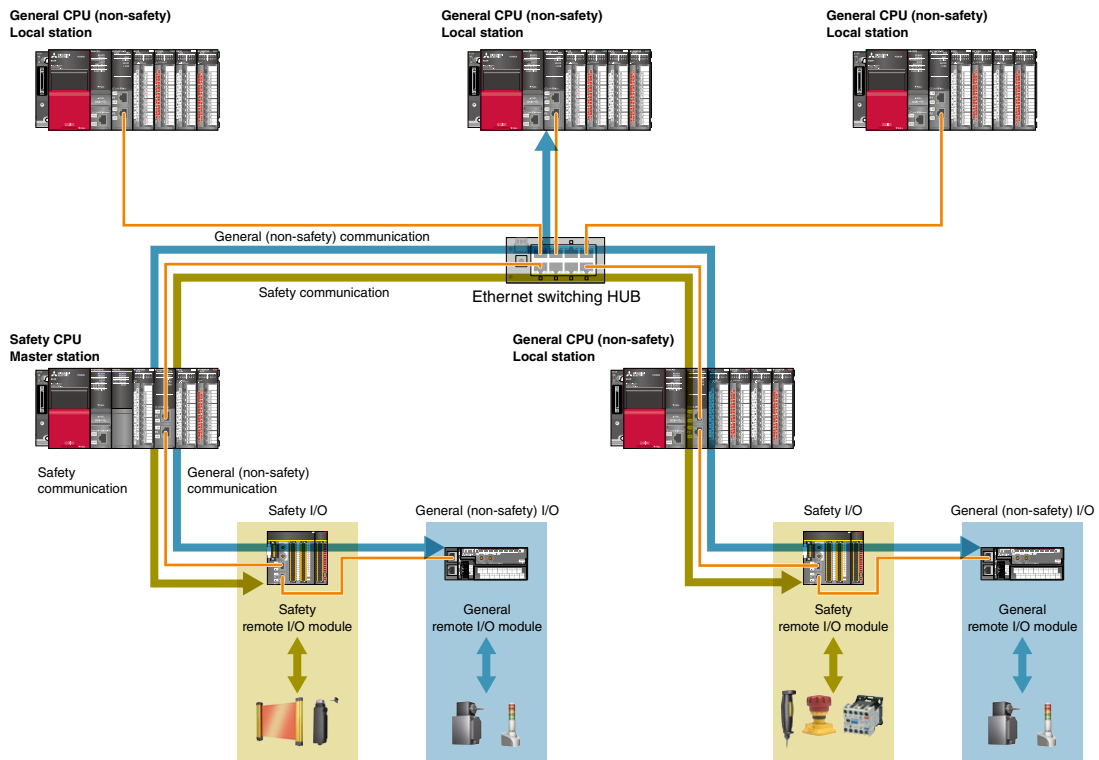 General CPU (non-safety)
Local station
General CPU (non-safety)
Local station
General CPU (non-safety)
Local station
General (non-safety) communication
Safety communication
Ethernet switching HUB
Safety CPU
Master station
General CPU (non-safety)
Local station
Safety
communication
General (non-safety)
communication
Safety I/O
General (non-safety) I/O
Safety I/O
General (non-safety) I/O
Safety
remote I/O module
General
remote I/O module
Safety
remote I/O module
General
remote I/O module